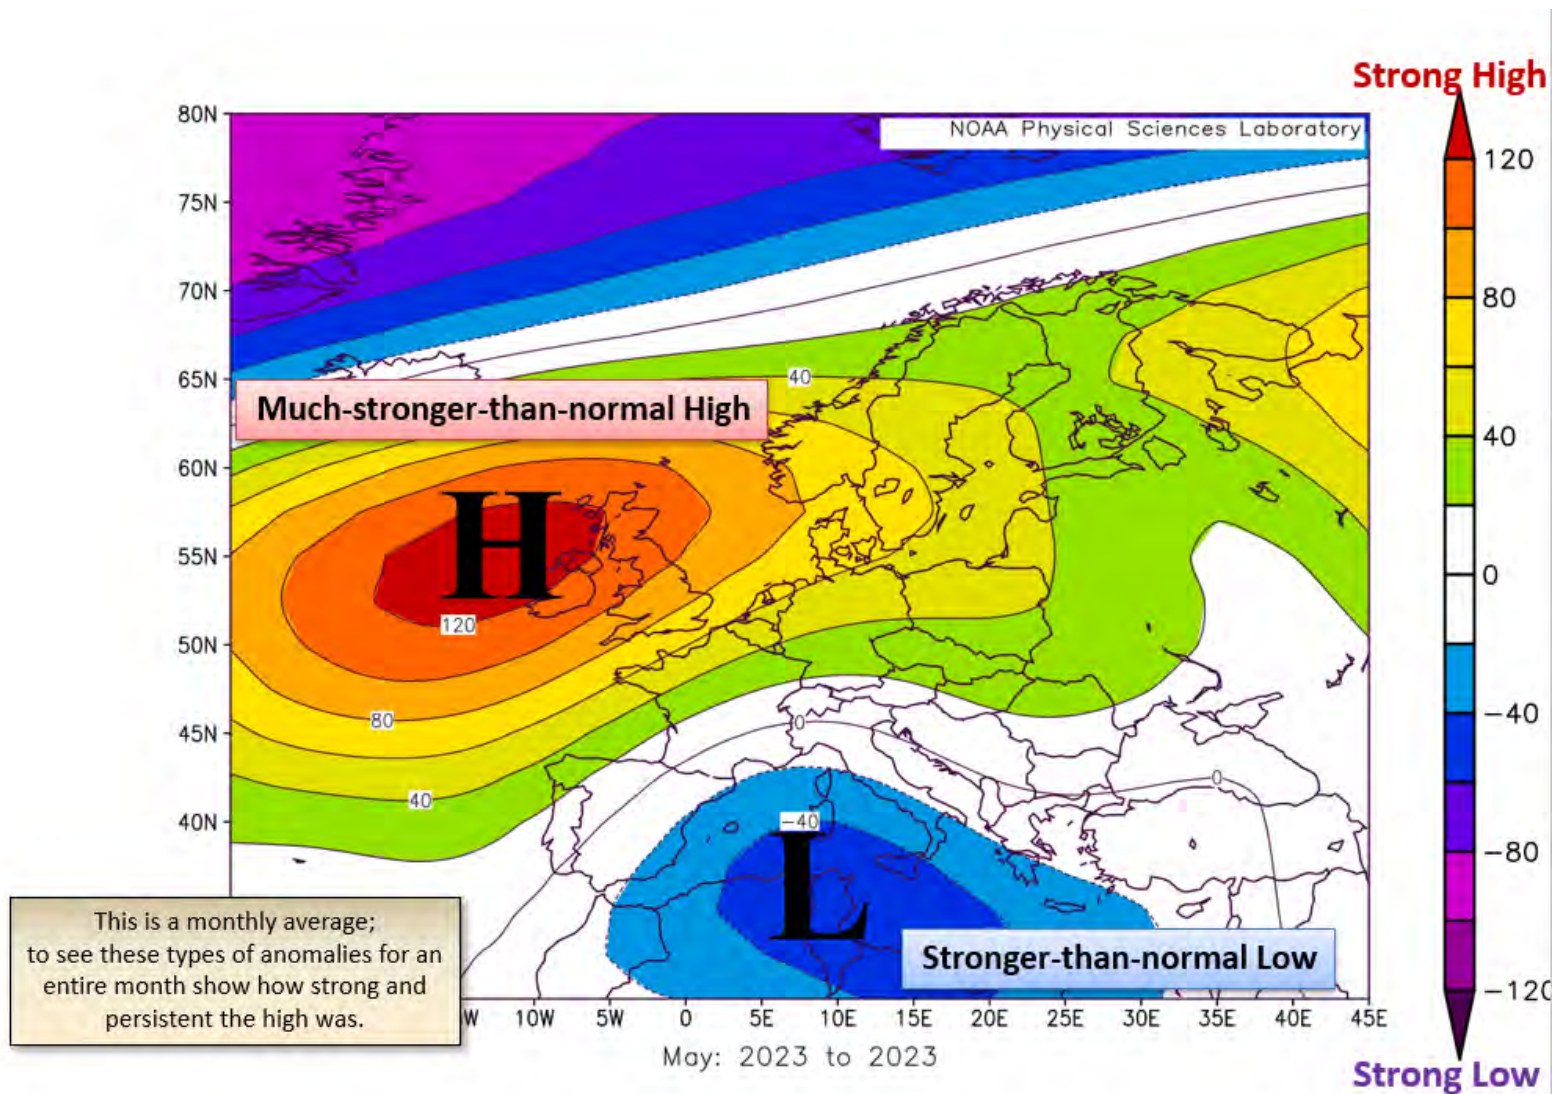 Strong High
NOAA Physical Sciences Laboratory
80N
75N
70N
65N
60N
55N
50N
45N
40N
120
80
40
0
−40
−80
−120
40
Much-stronger-than-normal High
H
120
80
0
0
40
−40
L
This is a monthly average;
to see these types of anomalies for an
entire month show how strong and
persistent the high was.
Stronger-than-normal Low
W 10W 5W 0 5E 10E 15E 20E 25E 30E 35E 40E 45E
May: 2023 to 2023
Strong Low